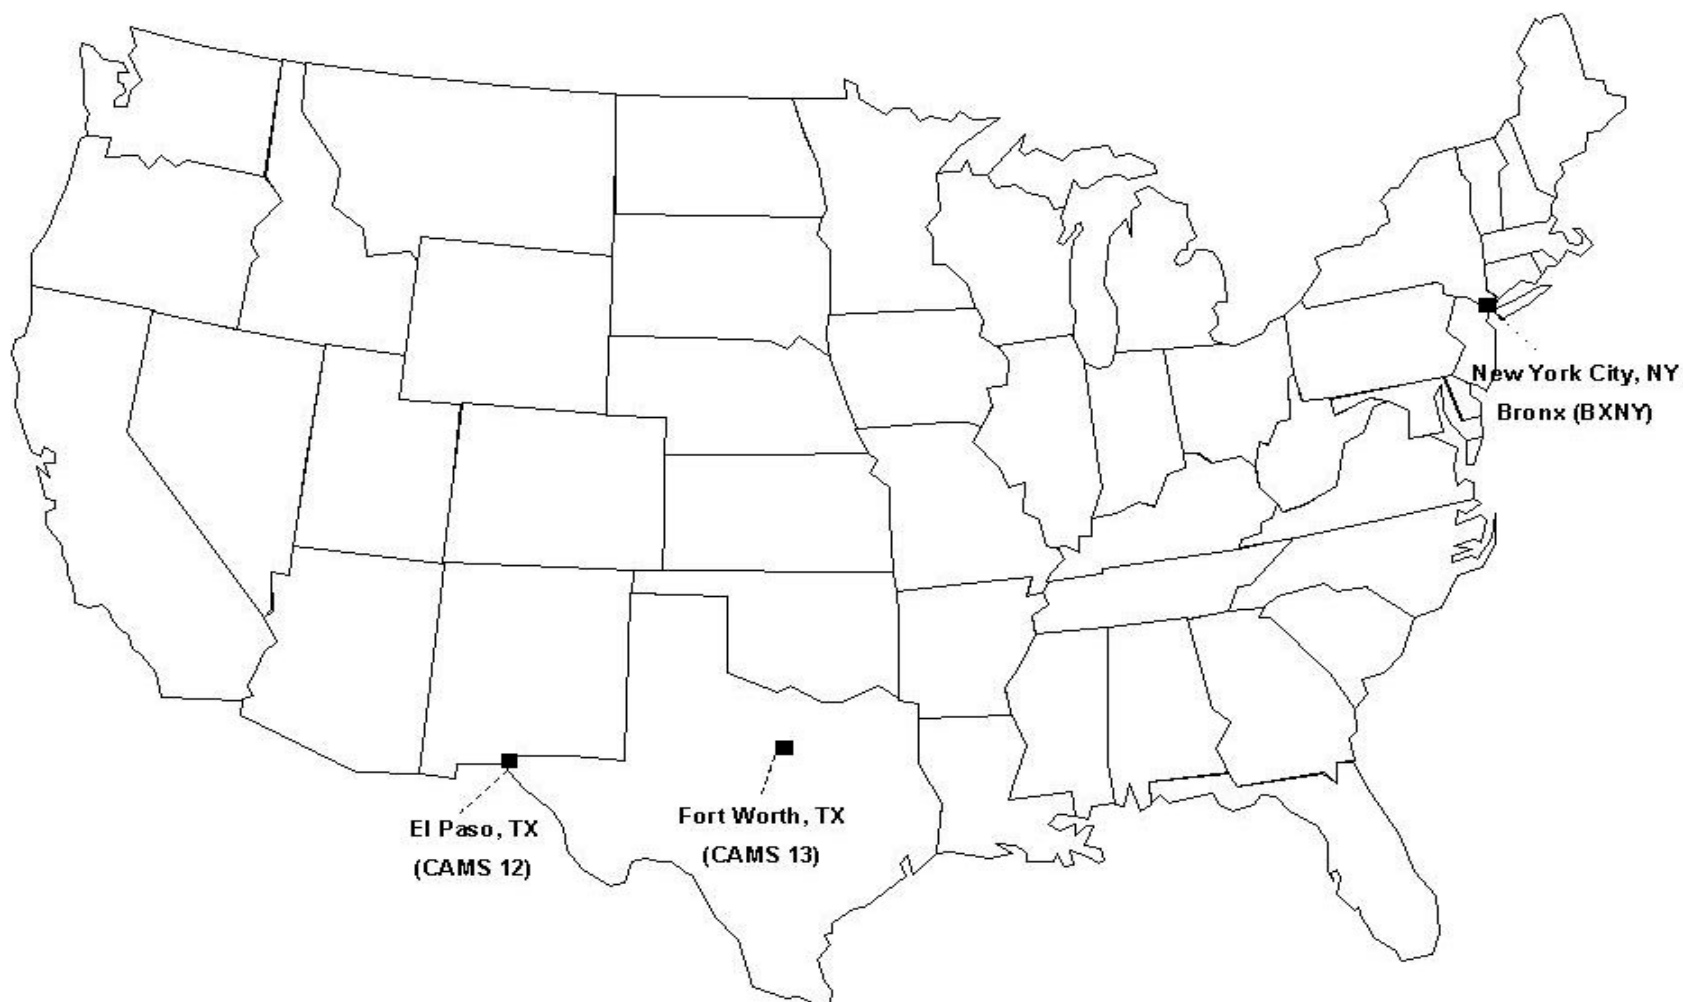 New York City, NY
Bronx (BXNY)
El Paso, TX
(CAMS 12)
Fort Worth, TX
(CAMS 13)